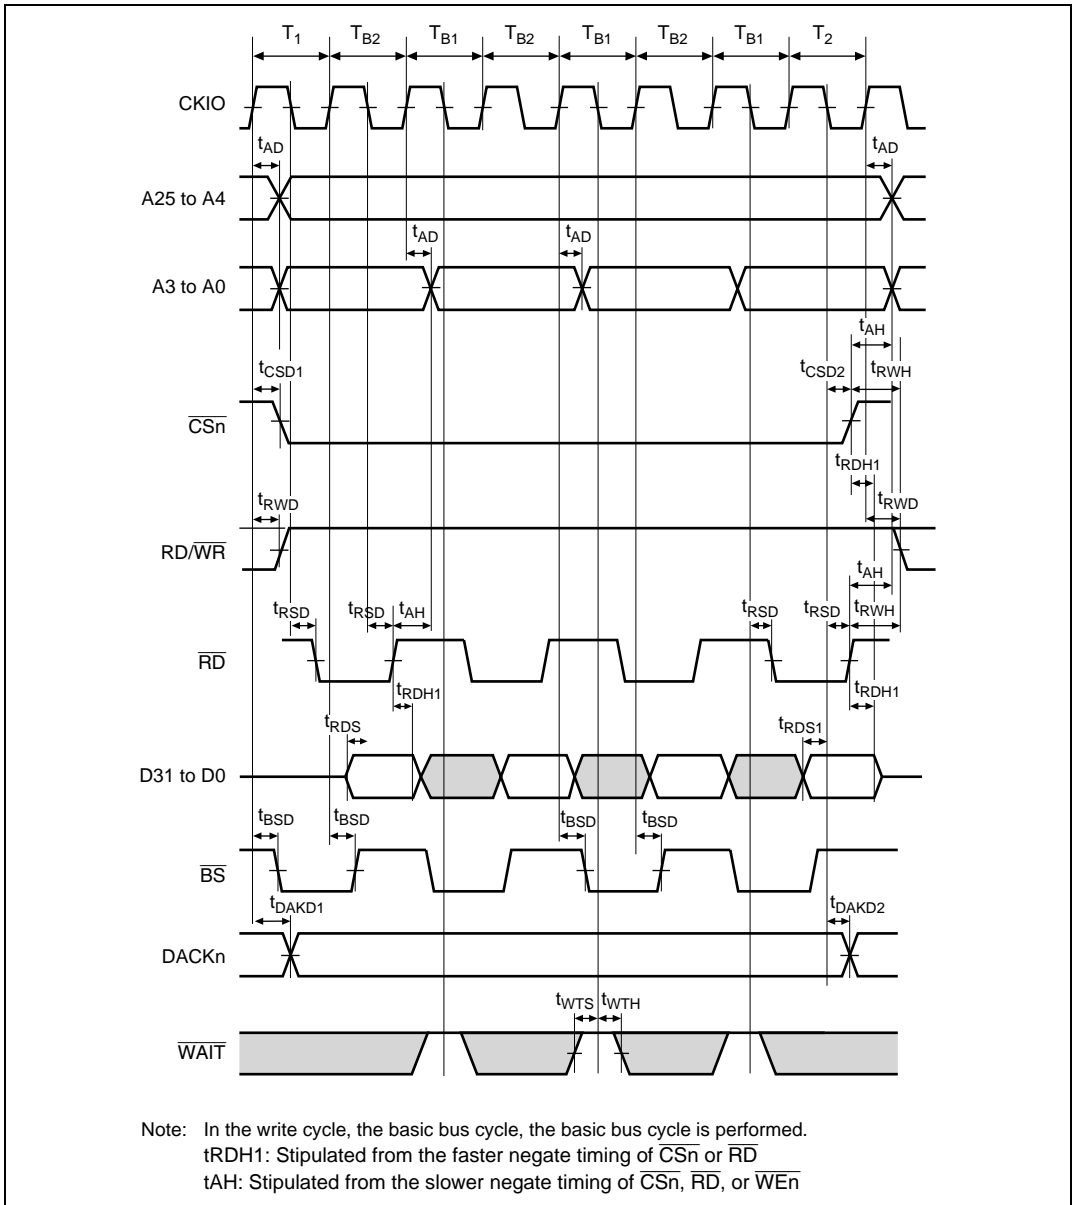 T1 TB2 TB1 TB2 TB1 TB2 TB1 T2
CKIO
tAD tAD
A25 to A4
tAD tAD
A3 to A0
tAH
tCSD1 tCSD2 tRWH
CSn
tRDH1
tRWD tRWD
RD/WR
tAH
tRSD tRSD tAH tRSD tRSD tRWH
RD
tRDH1 tRDH1
tRDS tRDS1
D31 to D0
tBSD tBSD tBSD tBSD
BS
tDAKD1 tDAKD2
DACKn
tWTS tWTH
WAIT
Note: In the write cycle, the basic bus cycle, the basic bus cycle is performed.
tRDH1: Stipulated from the faster negate timing of CSn or RD
tAH: Stipulated from the slower negate timing of CSn, RD, or WEn